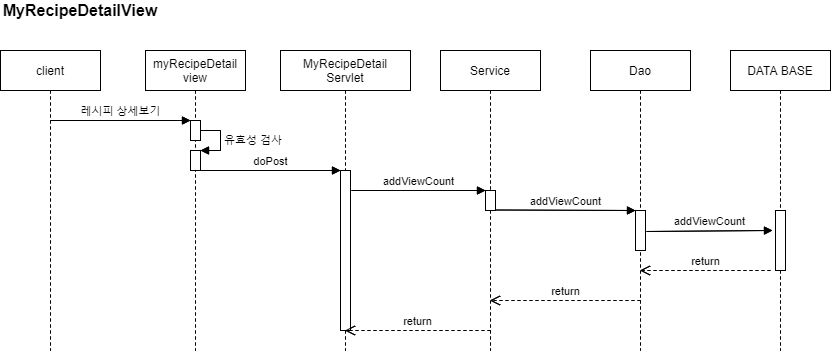 MyRecipeDetailView
client
myRecipeDetail
view
MyRecipeDetail
Servlet
Service
Dao
DATA BASE
레시피 상세보기
유효성 검사
doPost
addViewCount
addViewCount
addViewCount
return
return
return